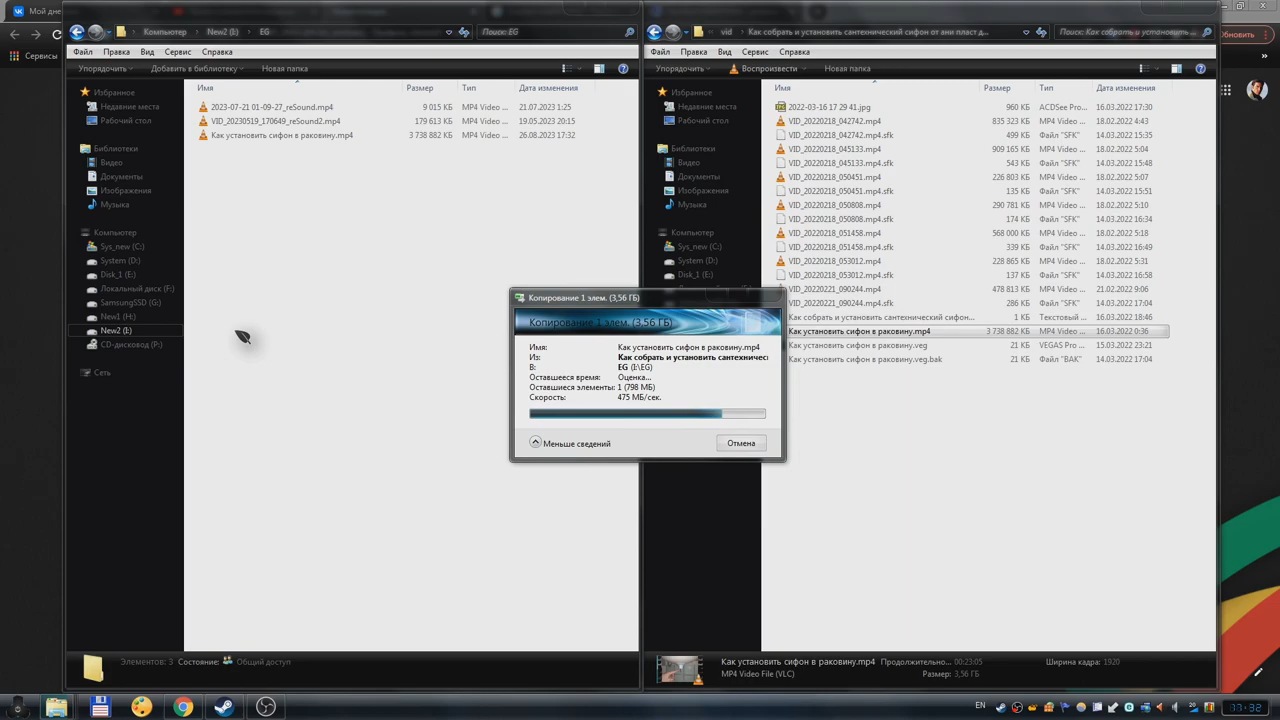 Мой дне
Сервисы
Обновить
»
Компьютер New2 (I:) EG
Поиск: EG
Файл Правка Вид Сервис Справка
Упорядочить Добавить в библиотеку Новая папка
Избранное
Недавние места
Рабочий стол
Библиотеки
Видео
Документы
Изображения
Музыка
Компьютер
Sys_new (C:)
System (D:)
Disk_1 (E:)
Локальный диск (F:)
SamsungSSD (G:)
New1 (H:)
New2 (I:)
CD-дисковод (P:)
Сеть
Имя Размер Тип Дата изменения
2023-07-21 01-09-27_reSound.mp4 9 015 КБ MP4 Video ... 21.07.2023 1:25
VID_20230519_170649_reSound2.mp4 179 613 КБ MP4 Video ... 19.05.2023 20:15
Как установить сифон в раковину.mp4 3 738 882 КБ MP4 Video ... 26.08.2023 17:32
Элементов: 3 Состояние: Общий доступ
vid Как собрать и установить сантехнический сифон от ани пласт д...
Поиск: Как собрать и установить...
Файл Правка Вид Сервис Справка
Упорядочить Воспроизвести Новая папка
Избранное
Недавние места
Рабочий стол
Библиотеки
Видео
Документы
Изображения
Музыка
Компьютер
Sys_new (C:)
System (D:)
Disk_1 (E:)
Имя Размер Тип Дата изменения
2022-03-16 17 29 41.jpg 960 КБ ACDSee Pro... 16.03.2022 17:30
VID_20220218_042742.mp4 835 323 КБ MP4 Video ... 18.02.2022 4:43
VID_20220218_042742.mp4.sfk 499 КБ Файл "SFK" 14.03.2022 15:35
VID_20220218_045133.mp4 909 165 КБ MP4 Video ... 18.02.2022 5:04
VID_20220218_045133.mp4.sfk 543 КБ Файл "SFK" 14.03.2022 15:48
VID_20220218_050451.mp4 226 803 КБ MP4 Video ... 18.02.2022 5:07
VID_20220218_050451.mp4.sfk 135 КБ Файл "SFK" 14.03.2022 15:51
VID_20220218_050808.mp4 290 781 КБ MP4 Video ... 18.02.2022 5:10
VID_20220218_050808.mp4.sfk 174 КБ Файл "SFK" 14.03.2022 16:34
VID_20220218_051458.mp4 568 000 КБ MP4 Video ... 18.02.2022 5:18
VID_20220218_051458.mp4.sfk 339 КБ Файл "SFK" 14.03.2022 16:49
VID_20220218_053012.mp4 228 865 КБ MP4 Video ... 18.02.2022 5:31
VID_20220218_053012.mp4.sfk 137 КБ Файл "SFK" 14.03.2022 16:58
VID_20220221_090244.mp4 478 813 КБ MP4 Video ... 21.02.2022 9:06
VID_20220221_090244.mp4.sfk 286 КБ Файл "SFK" 14.03.2022 17:04
Как собрать и установить сантехнический сифон... 1 КБ Текстовый ... 16.03.2022 18:46
Как установить сифон в раковину.mp4 3 738 882 КБ MP4 Video ... 16.03.2022 0:36
Как установить сифон в раковину.veg 21 КБ VEGAS Pro ... 15.03.2022 23:21
Как установить сифон в раковину.veg.bak 21 КБ Файл "BAK" 14.03.2022 17:04
Копирование 1 элем. (3,56 ГБ)
Копирование 1 элем. (3,56 ГБ)
Имя: Как установить сифон в раковину.mp4
Из: Как собрать и установить сантехничес
В: EG (I:\EG)
Оставшееся время: Оценка...
Оставшиеся элементы: 1 (798 МБ)
Скорость: 475 МБ/сек.
Меньше сведений
Отмена
Как установить сифон в раковину.mp4 Продолжительно... 00:23:05 Ширина кадра: 1920
MP4 Video File (VLC) Размер: 3,56 ГБ
EN
20
17:32